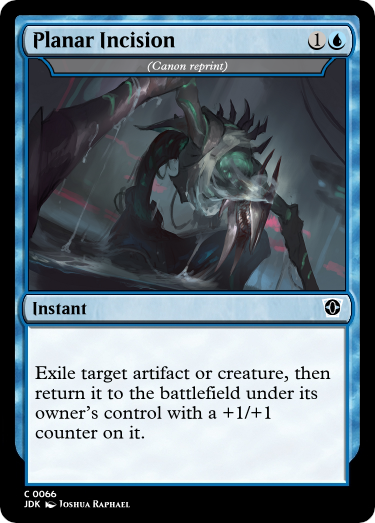 Planar Incision 1
(Canon reprint)
Instant
Exile target artifact or creature, then
return it to the battlefield under its
owner's control with a +1/+1
counter on it.
C 0066
JDK Joshua Raphael